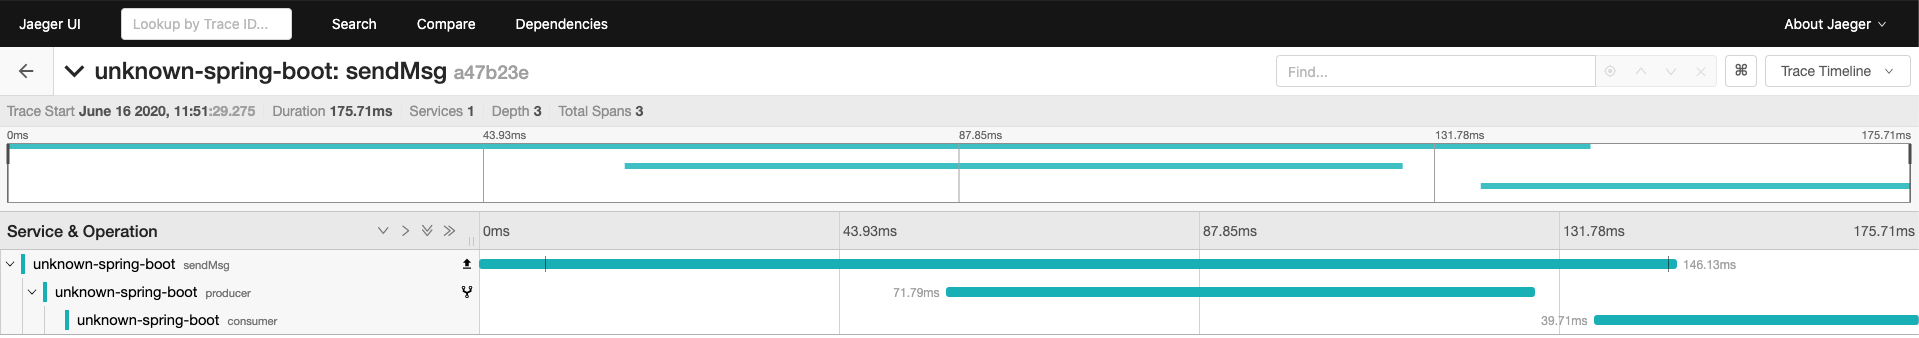 Jaeger UI Lookup by Trace ID... Search Compare Dependencies About Jaeger
unknown-spring-boot: sendMsg a47b23e Find... ⌘ Trace Timeline
Trace Start June 16 2020, 11:51:29.275 Duration 175.71ms Services 1 Depth 3 Total Spans 3
0ms 43.93ms 87.85ms 131.78ms 175.71ms
Service & Operation 0ms 43.93ms 87.85ms 131.78ms 175.71ms
unknown-spring-boot sendMsg 146.13ms
unknown-spring-boot producer 71.79ms
unknown-spring-boot consumer 39.71ms